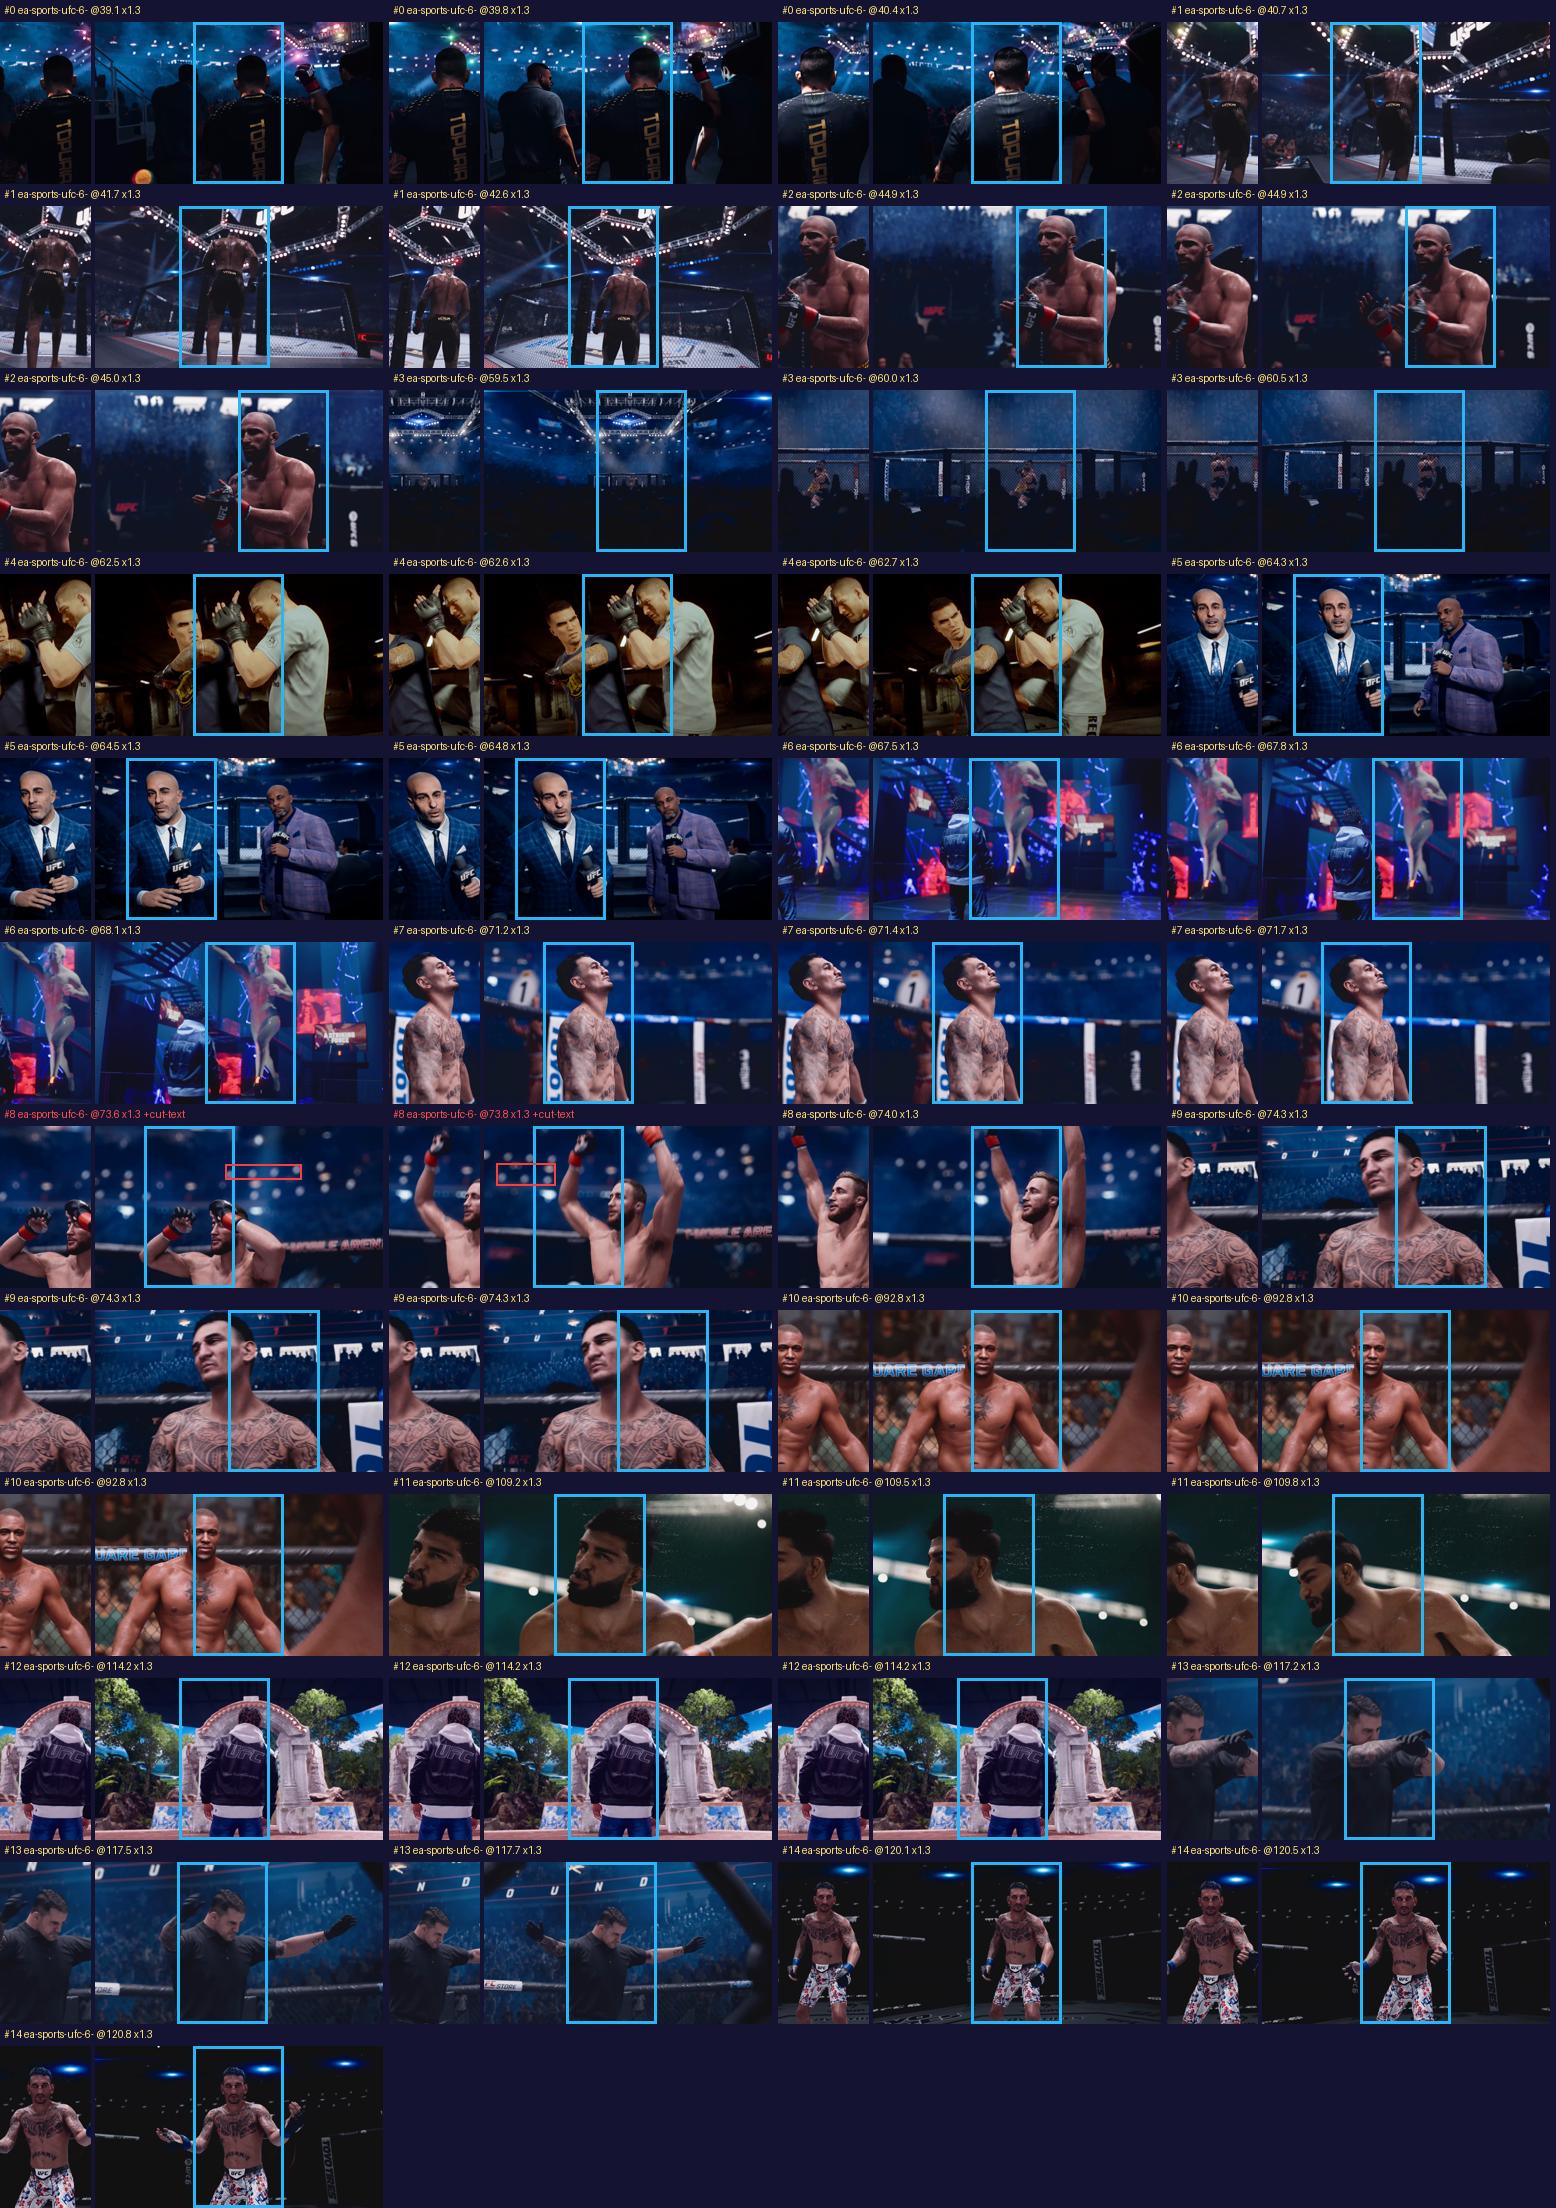 #0 ea-sports-ufc-6- @39.1 x1.3
#0 ea-sports-ufc-6- @39.8 x1.3
#0 ea-sports-ufc-6- @40.4 x1.3
#1 ea-sports-ufc-6- @40.7 x1.3
#1 ea-sports-ufc-6- @41.7 x1.3
#1 ea-sports-ufc-6- @42.6 x1.3
#2 ea-sports-ufc-6- @44.9 x1.3
#2 ea-sports-ufc-6- @44.9 x1.3
#2 ea-sports-ufc-6- @45.0 x1.3
#3 ea-sports-ufc-6- @59.5 x1.3
#3 ea-sports-ufc-6- @60.0 x1.3
#3 ea-sports-ufc-6- @60.5 x1.3
#4 ea-sports-ufc-6- @62.5 x1.3
#4 ea-sports-ufc-6- @62.6 x1.3
#4 ea-sports-ufc-6- @62.7 x1.3
#5 ea-sports-ufc-6- @64.3 x1.3
#5 ea-sports-ufc-6- @64.5 x1.3
#5 ea-sports-ufc-6- @64.8 x1.3
#6 ea-sports-ufc-6- @67.5 x1.3
#6 ea-sports-ufc-6- @67.8 x1.3
#6 ea-sports-ufc-6- @68.1 x1.3
#7 ea-sports-ufc-6- @71.2 x1.3
#7 ea-sports-ufc-6- @71.4 x1.3
#7 ea-sports-ufc-6- @71.7 x1.3
#8 ea-sports-ufc-6- @73.6 x1.3 +cut-text
#8 ea-sports-ufc-6- @73.8 x1.3 +cut-text
#8 ea-sports-ufc-6- @74.0 x1.3
#9 ea-sports-ufc-6- @74.3 x1.3
#9 ea-sports-ufc-6- @74.3 x1.3
#9 ea-sports-ufc-6- @74.3 x1.3
#10 ea-sports-ufc-6- @92.8 x1.3
#10 ea-sports-ufc-6- @92.8 x1.3
#10 ea-sports-ufc-6- @92.8 x1.3
#11 ea-sports-ufc-6- @109.2 x1.3
#11 ea-sports-ufc-6- @109.5 x1.3
#11 ea-sports-ufc-6- @109.8 x1.3
#12 ea-sports-ufc-6- @114.2 x1.3
#12 ea-sports-ufc-6- @114.2 x1.3
#12 ea-sports-ufc-6- @114.2 x1.3
#13 ea-sports-ufc-6- @117.2 x1.3
#13 ea-sports-ufc-6- @117.5 x1.3
#13 ea-sports-ufc-6- @117.7 x1.3
#14 ea-sports-ufc-6- @120.1 x1.3
#14 ea-sports-ufc-6- @120.5 x1.3
#14 ea-sports-ufc-6- @120.8 x1.3